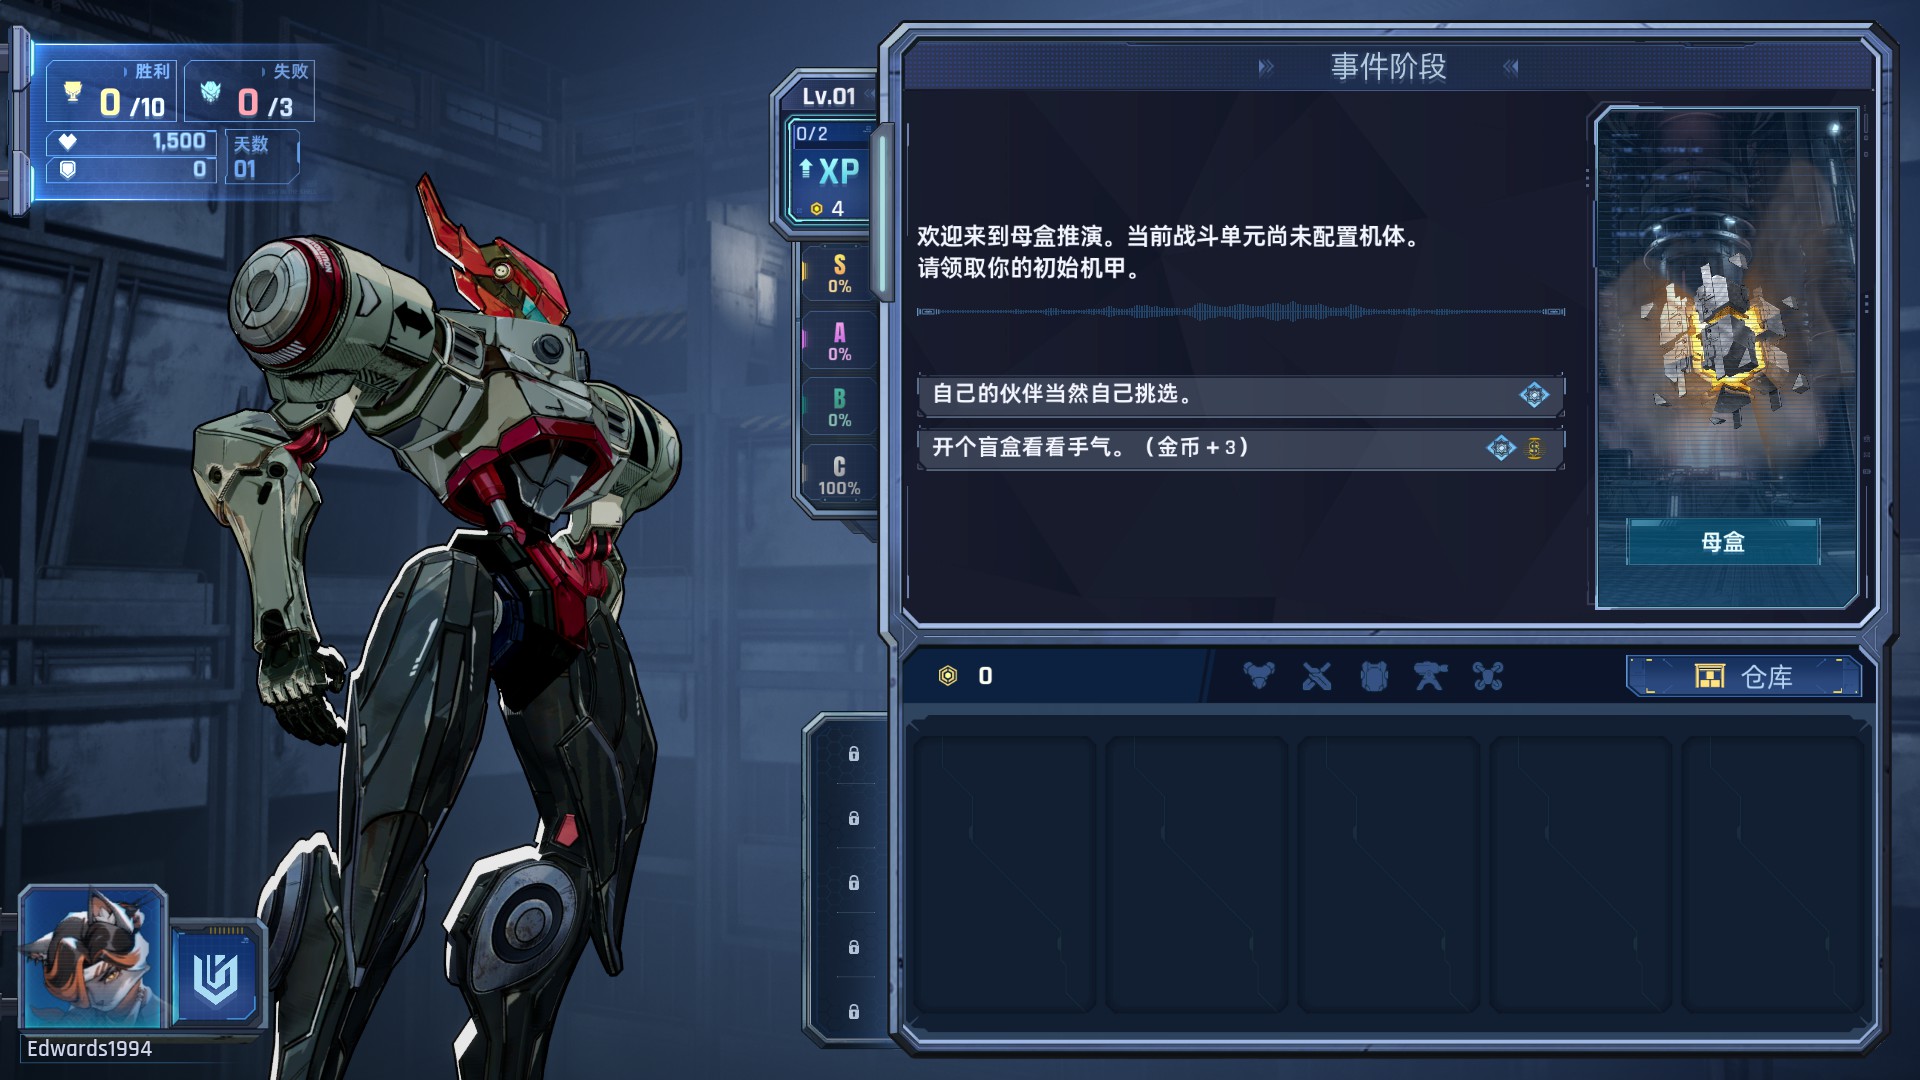 胜利
0 /10
失败
0 /3
1,500
0
天数
01
Lv.01
0/2
XP
4
S
0%
A
0%
B
0%
C
100%
事件阶段
欢迎来到母盒推演。当前战斗单元尚未配置机体。
请领取你的初始机甲。
自己的伙伴当然自己挑选。
开个盲盒看看手气。（金币+3）
母盒
0
仓库
Edwards1994